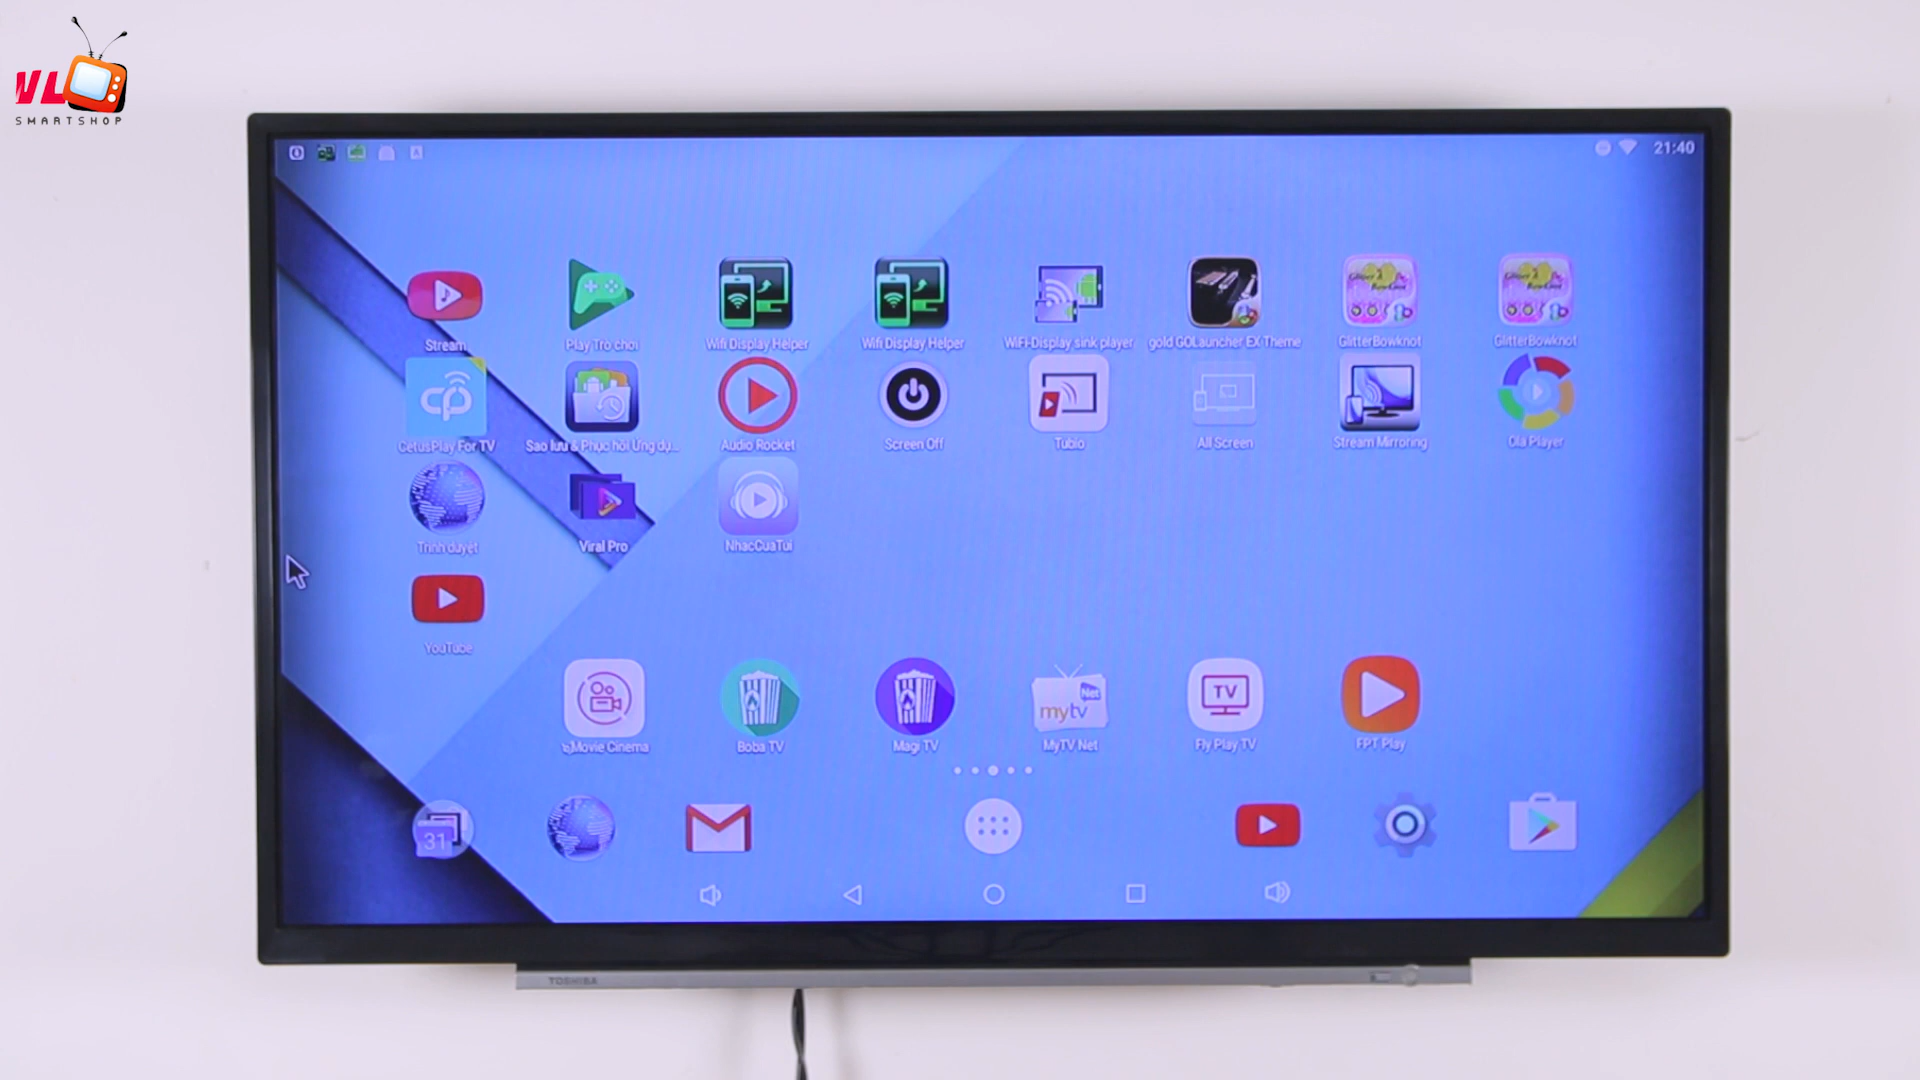 VL
SMARTSHOP
21:40
Stream
Play Trò chơi
Wifi Display Helper
Wifi Display Helper
WiFi-Display sink player
gold GOLauncher EX Theme
GlitterBowknot
GlitterBowknot
CetusPlay For TV
Sao lưu & Phục hồi Ứng dụ...
Audio Rocket
Screen Off
Tubio
All Screen
Stream Mirroring
Ola Player
Trình duyệt
Viral Pro
NhacCuaTui
YouTube
TV
Net
mytv
Movie Cinema
Boba TV
Magi TV
MyTV Net
Fly Play TV
FPT Play
31
TOSHIBA